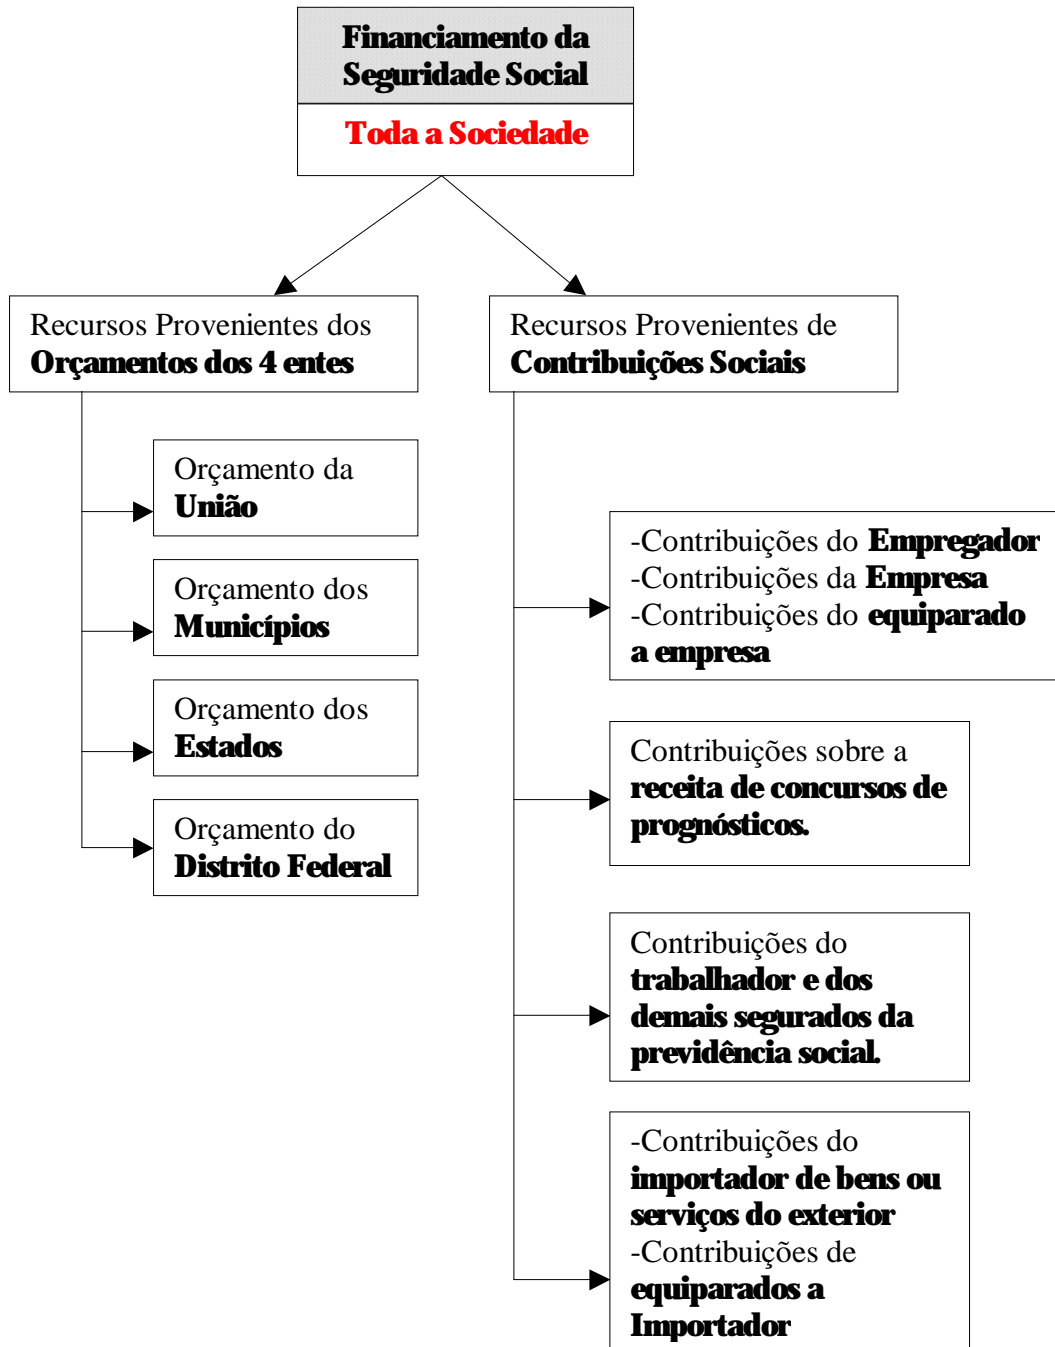 Financiamento da
Seguridade Social
Toda a Sociedade
Recursos Provenientes dos
Orçamentos dos 4 entes
Orçamento da
União
Orçamento dos
Municípios
Orçamento dos
Estados
Orçamento do
Distrito Federal
Recursos Provenientes de
Contribuições Sociais
-Contribuições do Empregador
-Contribuições da Empresa
-Contribuições do equiparado
a empresa
Contribuições sobre a
receita de concursos de
prognósticos.
Contribuições do
trabalhador e dos
demais segurados da
previdência social.
-Contribuições do
importador de bens ou
serviços do exterior
-Contribuições de
equiparados a
Importador